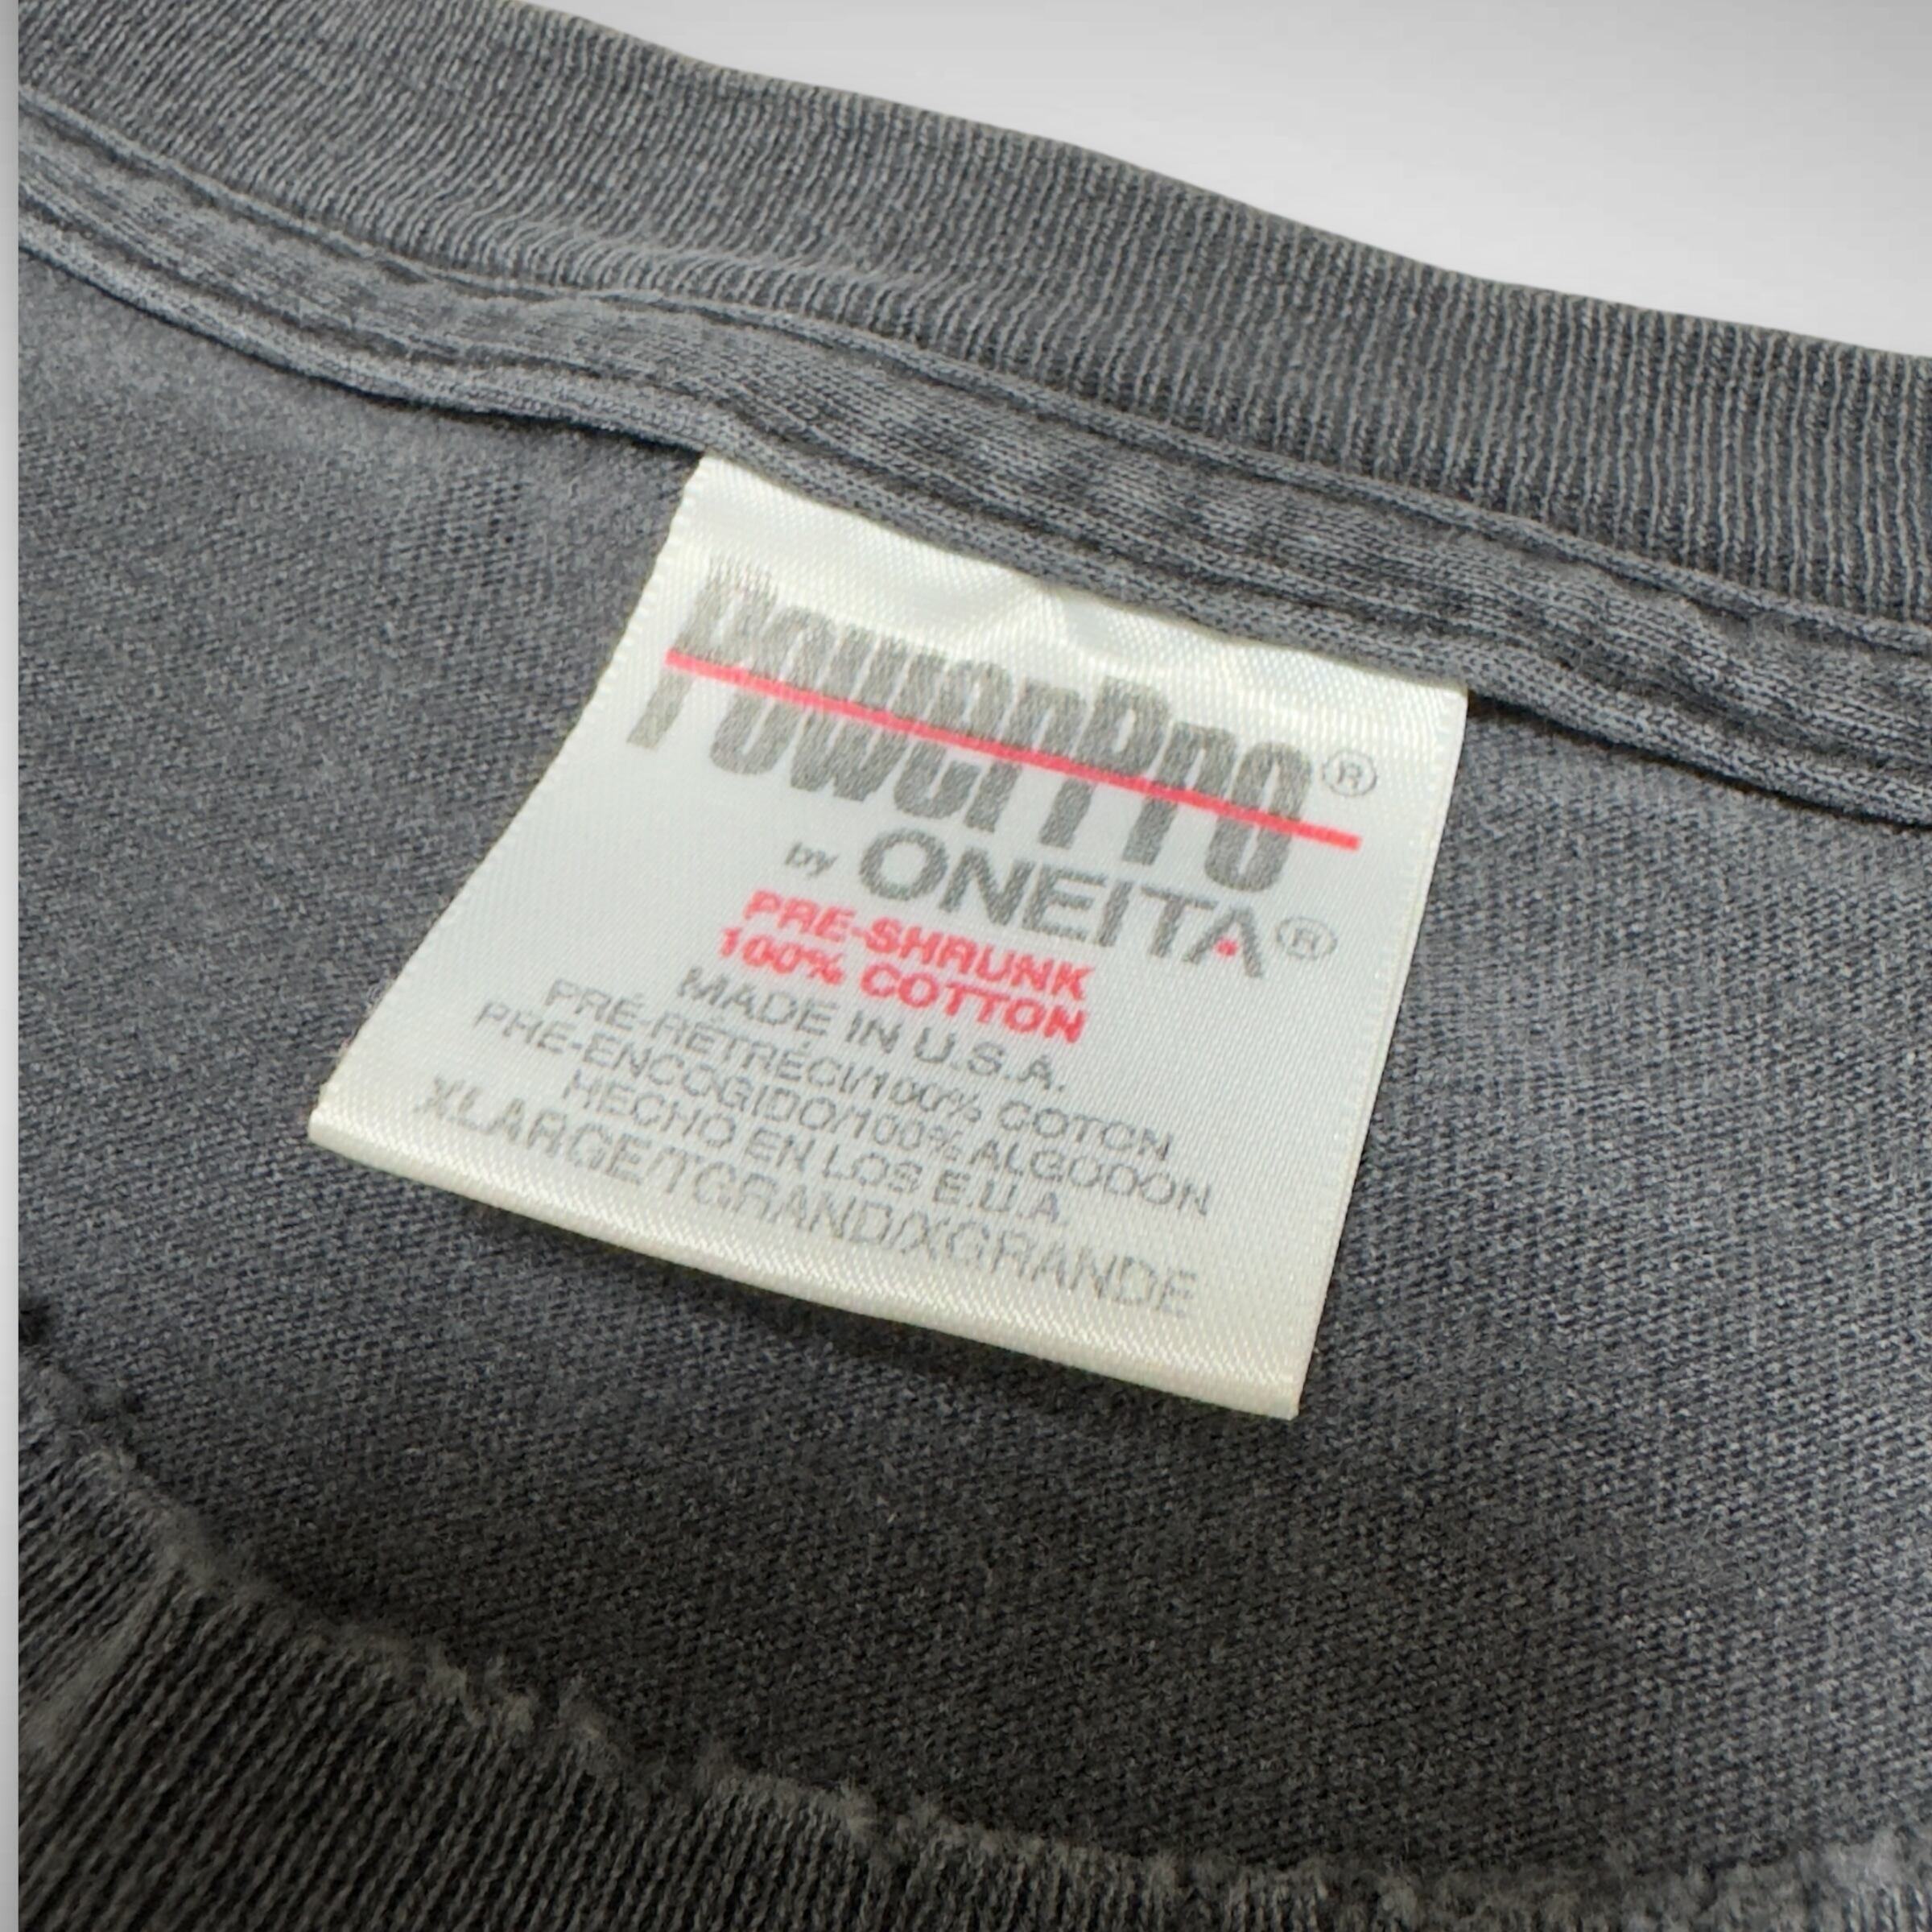 PowerPro®
by ONEITA®
PRE-SHRUNK
100% COTTON
MADE IN U.S.A.
PRÉ-RÉTRÉCI/100% COTON
PRE-ENCOGIDO/100% ALGODON
HECHO EN LOS E.U.A.
XLARGE/TGRAND/XGRANDE